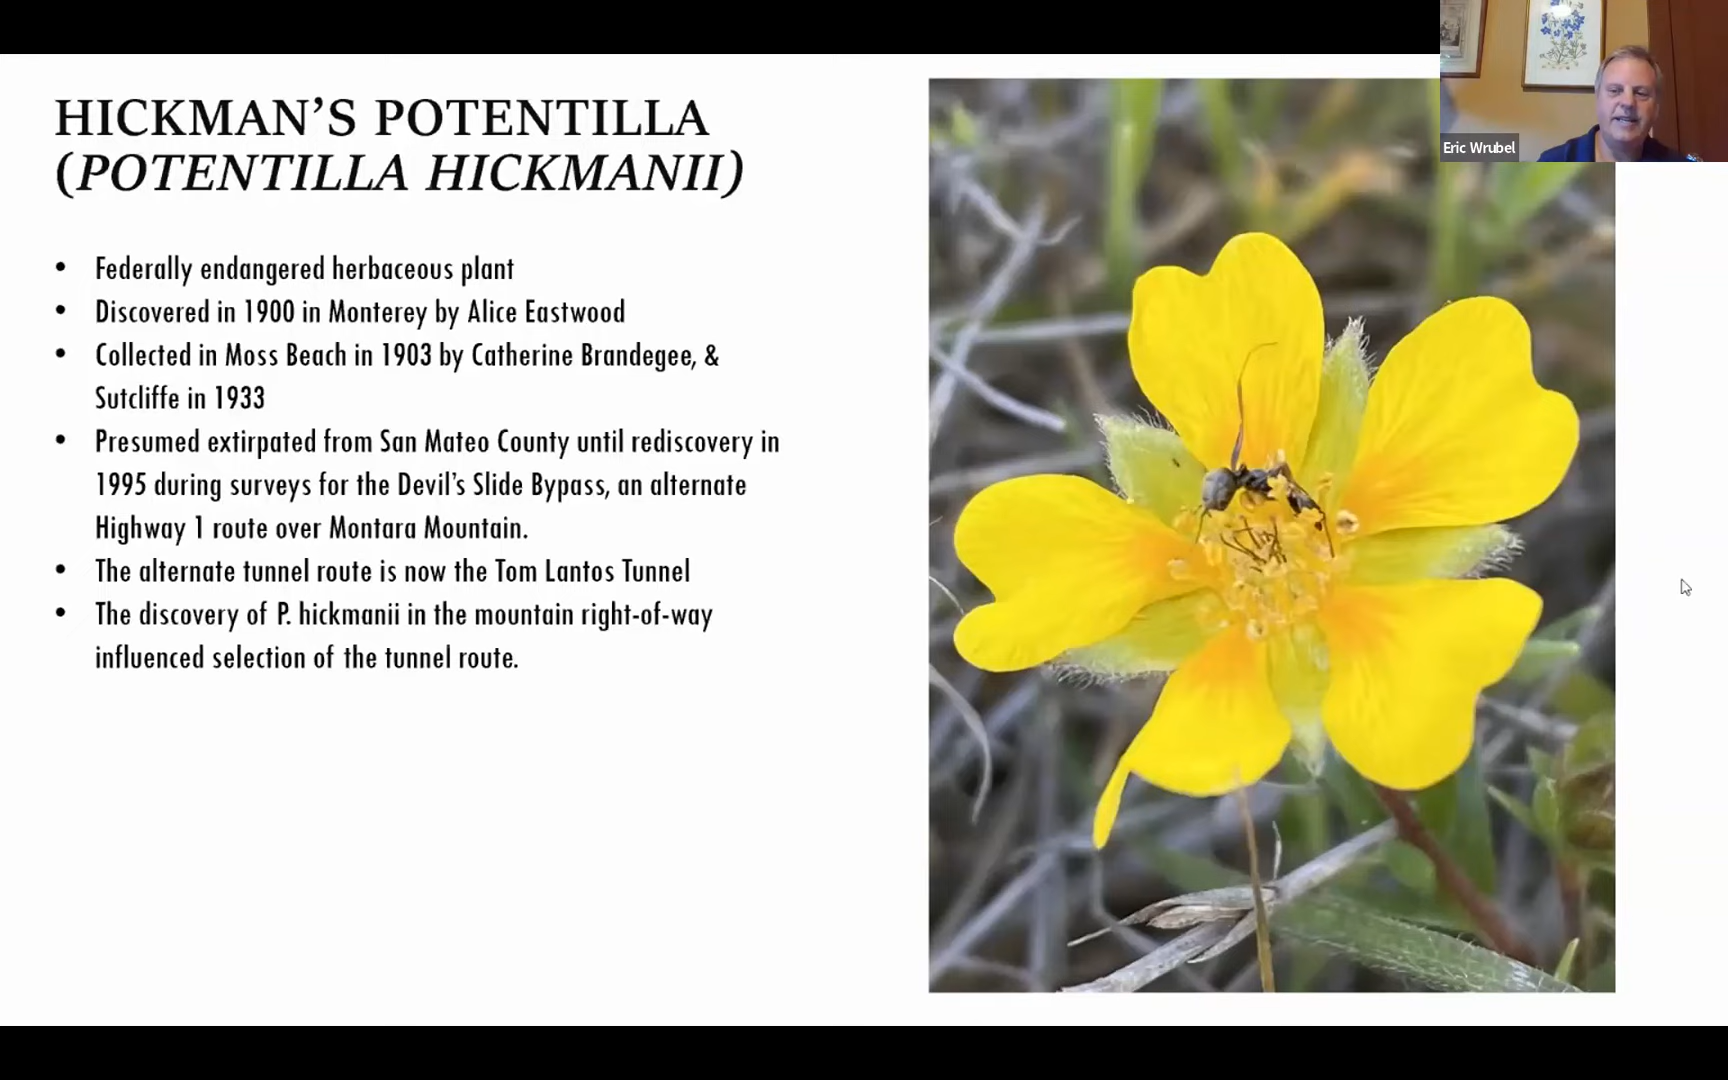 HICKMAN’S POTENTILLA
(POTENTILLA HICKMANII)
• Federally endangered herbaceous plant
• Discovered in 1900 in Monterey by Alice Eastwood
• Collected in Moss Beach in 1903 by Catherine Brandegee, &
Sutcliffe in 1933
• Presumed extirpated from San Mateo County until rediscovery in
1995 during surveys for the Devil’s Slide Bypass, an alternate
Highway 1 route over Montara Mountain.
• The alternate tunnel route is now the Tom Lantos Tunnel
• The discovery of P. hickmanii in the mountain right-of-way
influenced selection of the tunnel route.
Eric Wrubel